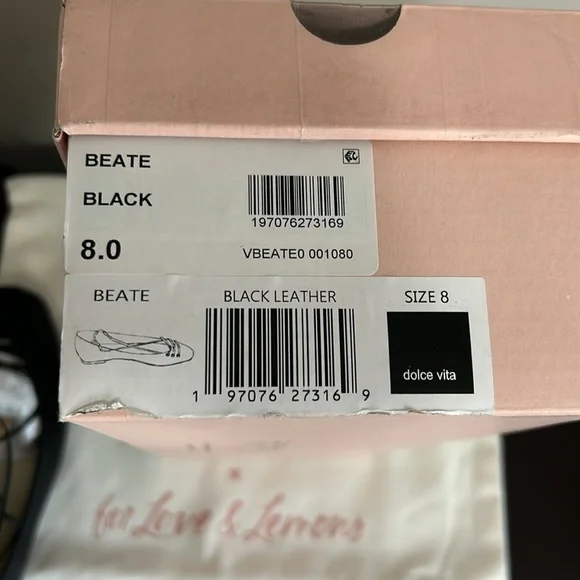 BEATE
BLACK
197076273169
8.0
VBEATE0 001080
BEATE
BLACK LEATHER
SIZE 8
dolce vita
1 97076 27316 9
x
for Love & Lemons